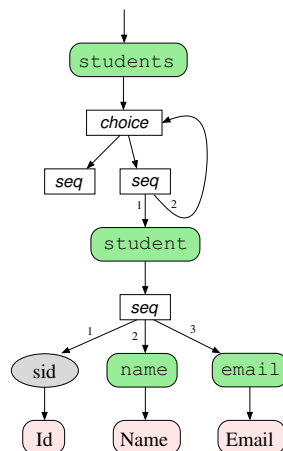 students
choice
seq seq
1 2
student
seq
1 2 3
sid name email
Id Name Email